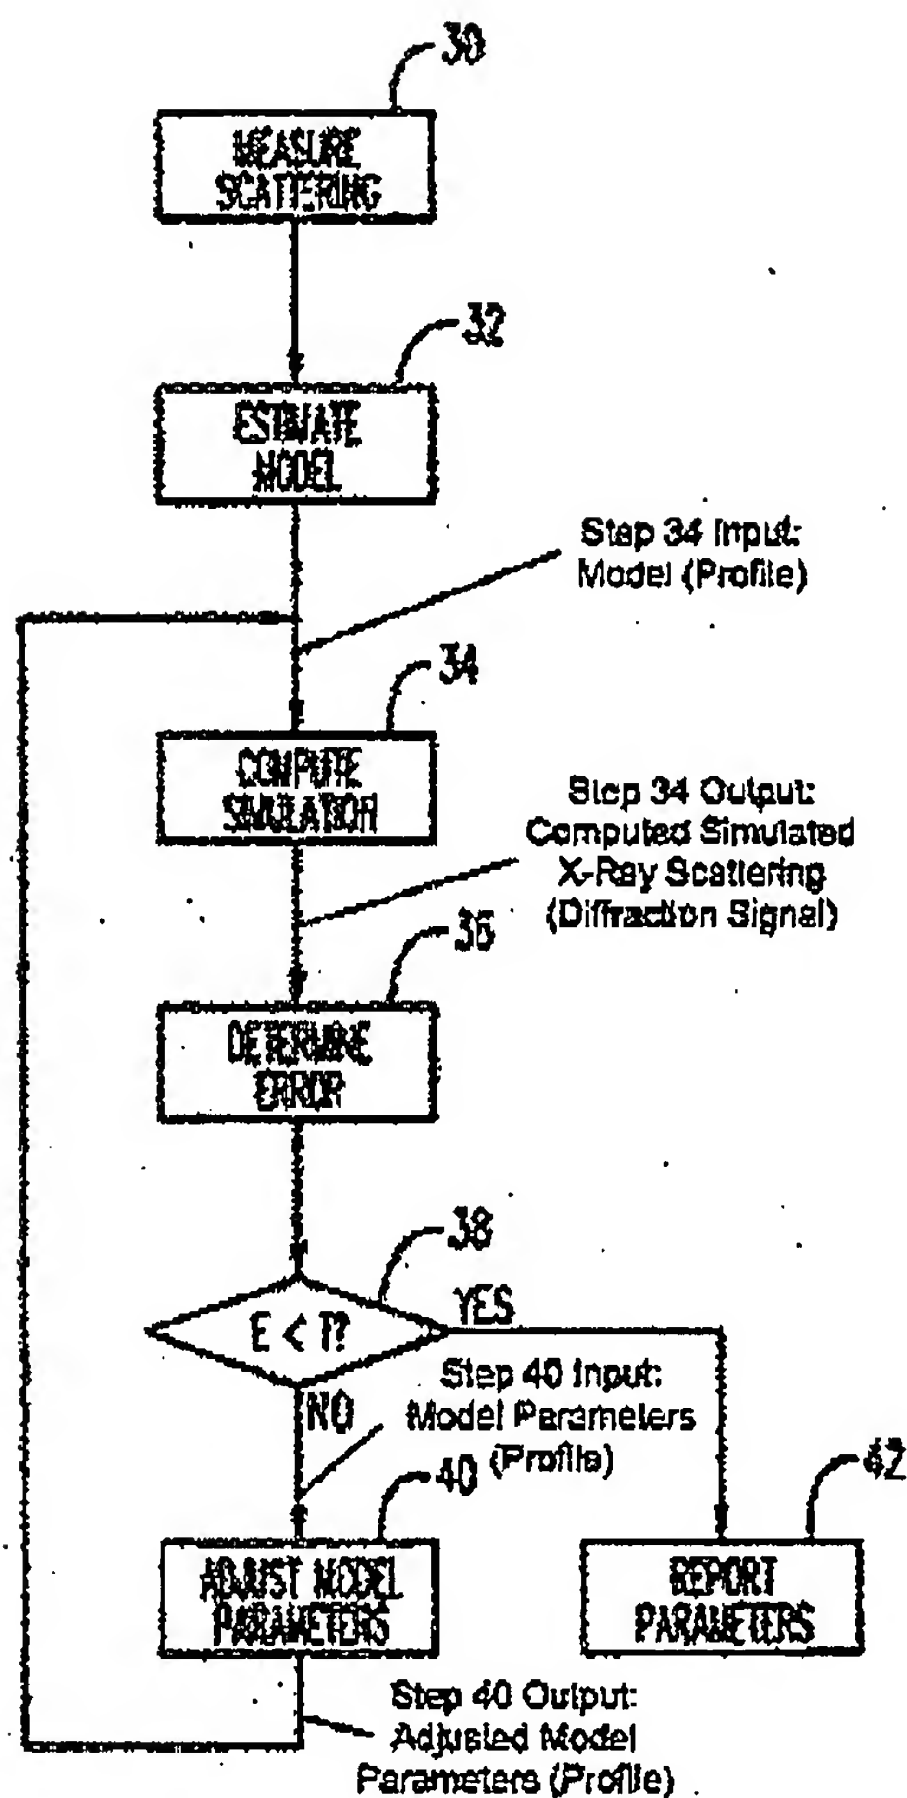 30
MEASURE
SCATTERING
32
ESTIMATE
MODEL
Step 34 Input:
Model (Profile)
34
COMPUTE
SIMULATION
Step 34 Output:
Computed Simulated
X-Ray Scattering
(Diffraction Signal)
36
DETERMINE
ERROR
38
E < T?
YES
NO
Step 40 Input:
Model Parameters
(Profile)
40
42
ADJUST MODEL
PARAMETERS
REPORT
PARAMETERS
Step 40 Output:
Adjusted Model
Parameters (Profile)